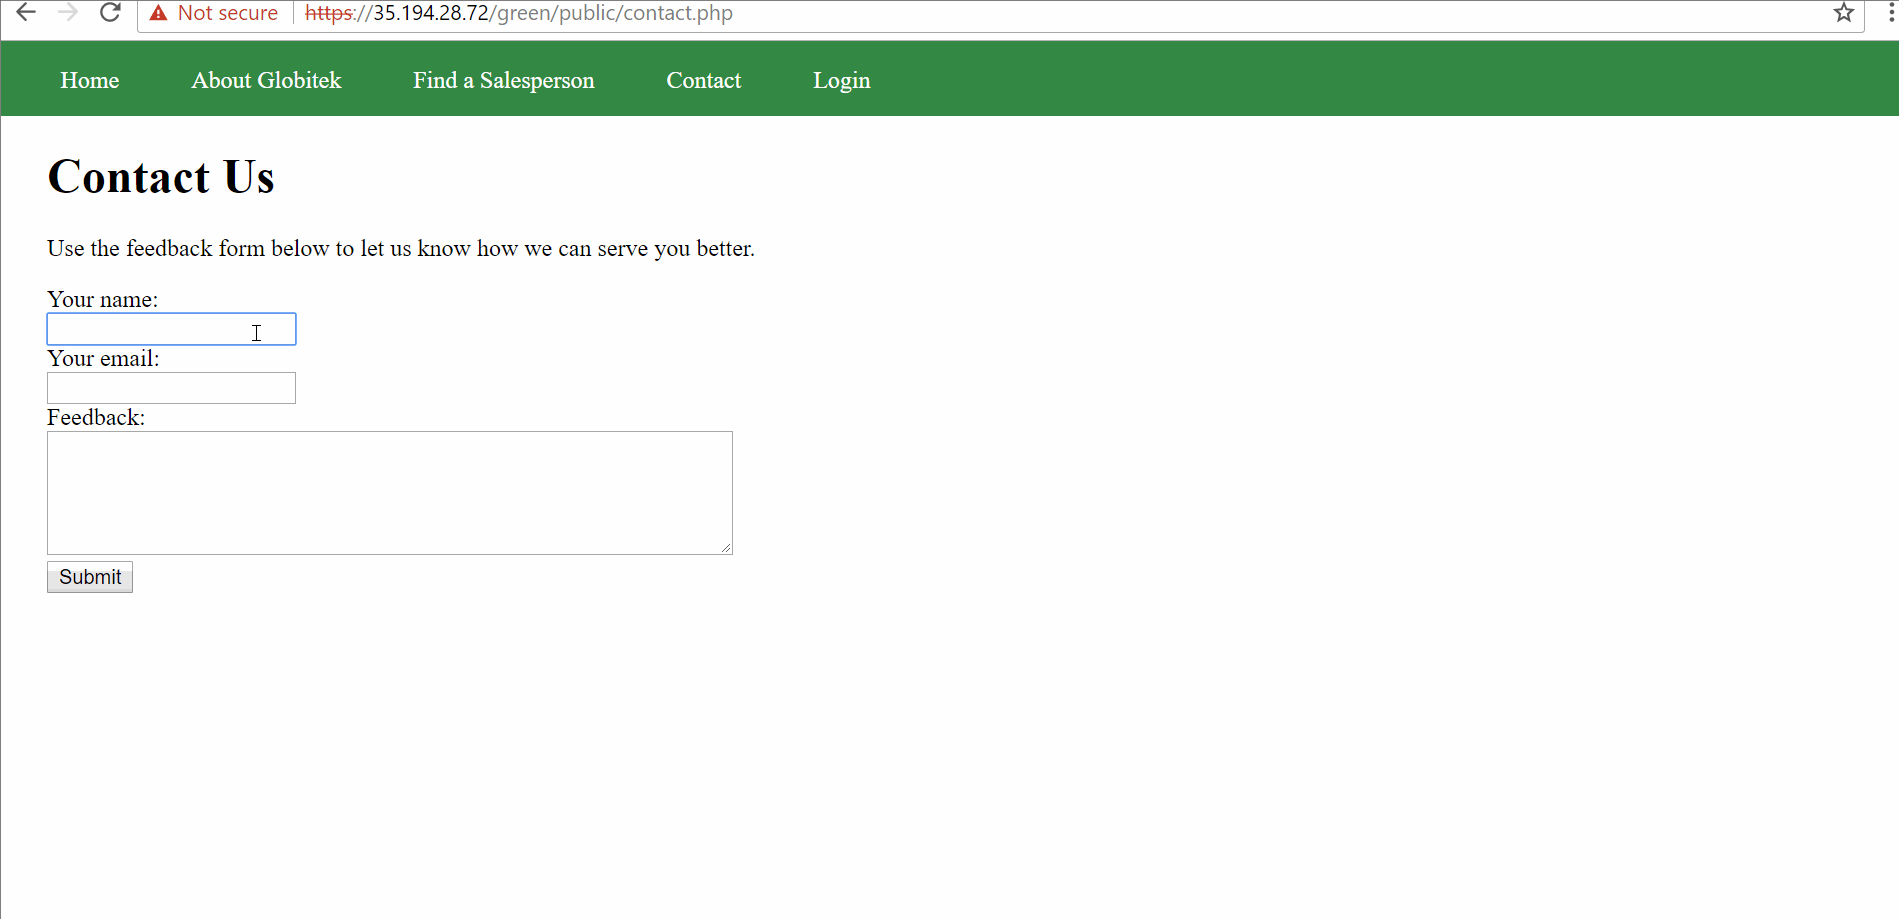 Not secure https://35.194.28.72/green/public/contact.php
Home About Globitek Find a Salesperson Contact Login
Contact Us
Use the feedback form below to let us know how we can serve you better.
Your name:
Your email:
Feedback:
Submit